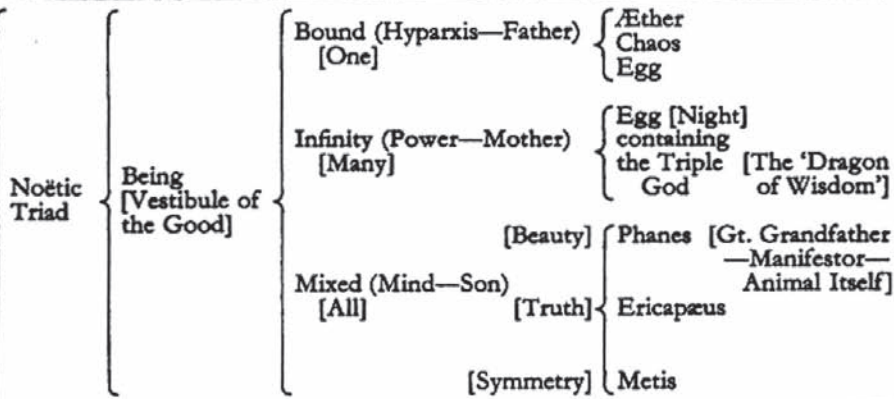 Noëtic
Triad
Being
[Vestibule of
the Good]
Bound (Hyparxis—Father)
[One]
Æther
Chaos
Egg
Infinity (Power—Mother)
[Many]
Egg [Night]
containing
the Triple [The 'Dragon
God of Wisdom']
Mixed (Mind—Son)
[All]
[Beauty] Phanes [Gt. Grandfather
—Manifestor—
Animal Itself]
[Truth] Ericapæus
[Symmetry] Metis